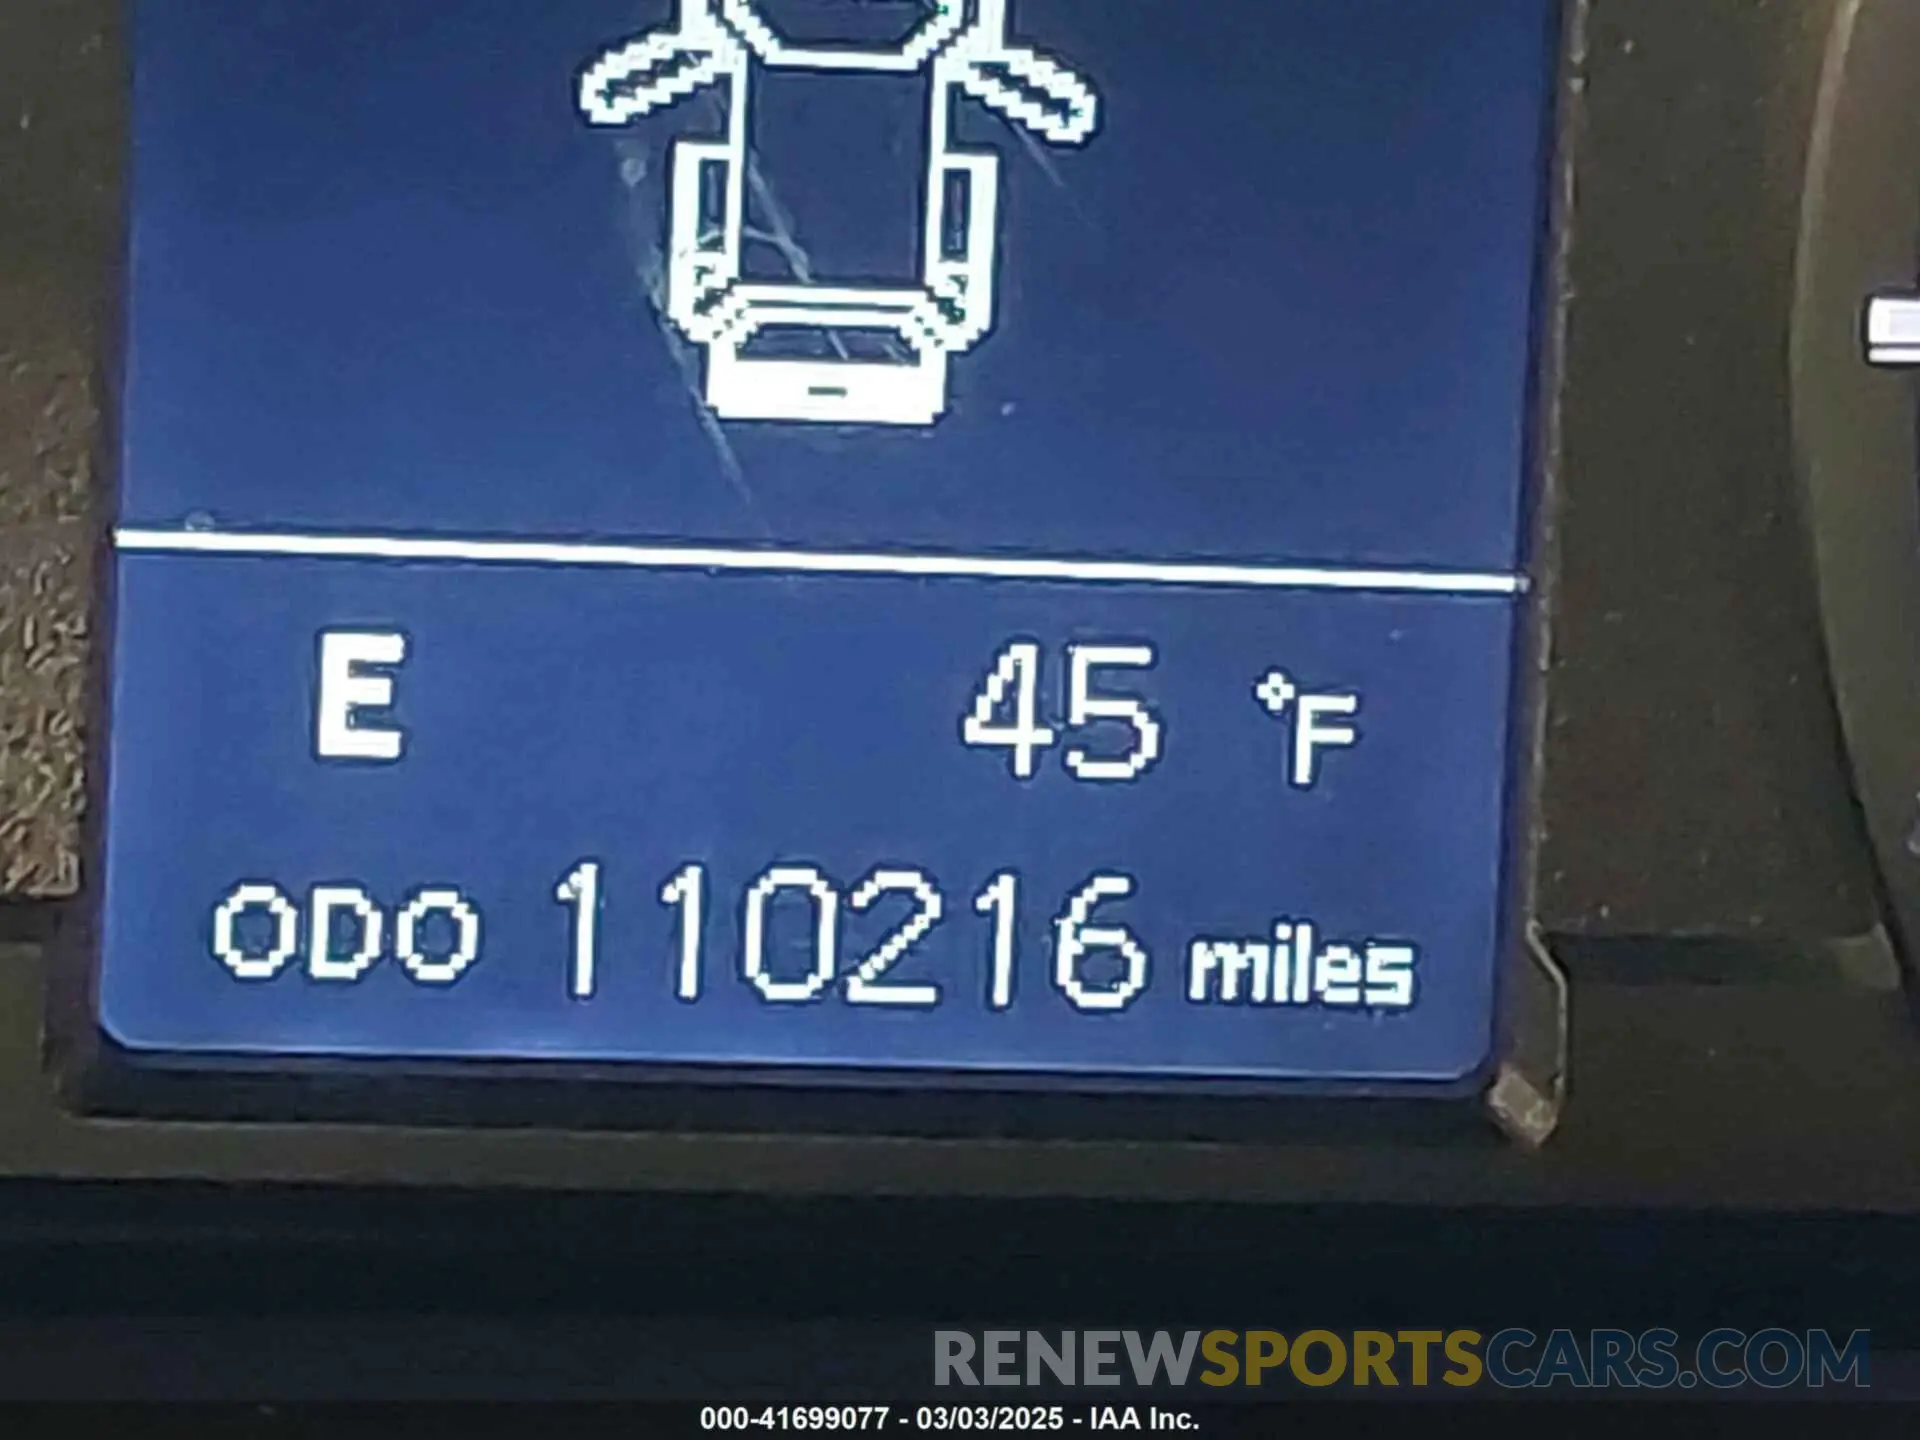 E 45 °F
ODO 110216 miles
RENEWSPORTSCARS.COM
000-41699077 - 03/03/2025 - IAA Inc.